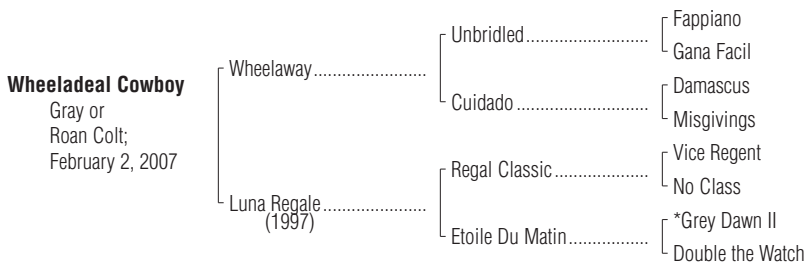 Fappiano
Unbridled
Gana Facil
Wheelaway
Damascus
Cuidado
Misgivings
Wheeladeal Cowboy
Gray or
Roan Colt;
February 2, 2007
Vice Regent
Regal Classic
No Class
Luna Regale
(1997)
*Grey Dawn II
Etoile Du Matin
Double the Watch